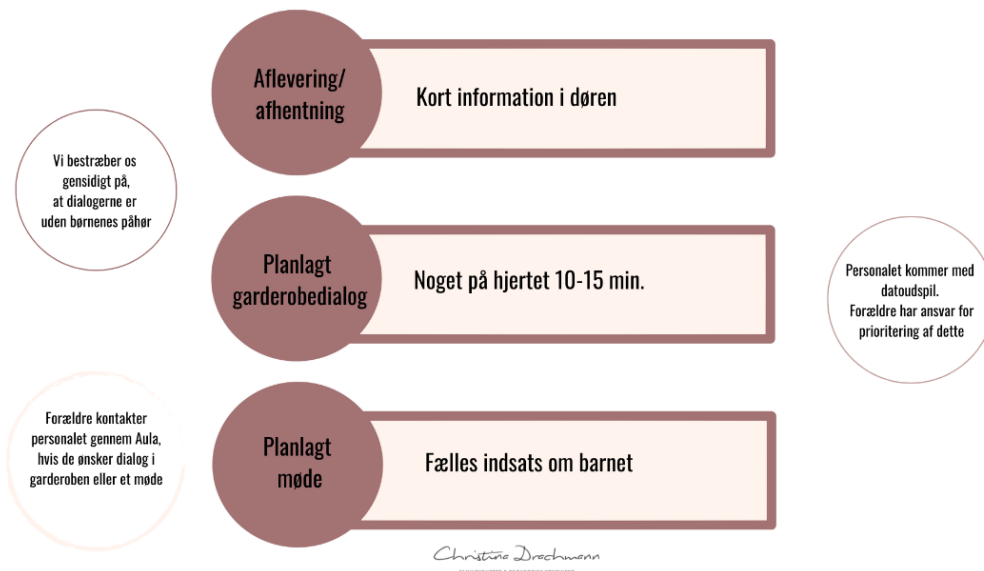 Aflevering/
afhentning
Kort information i døren
Vi bestræber os
gensidigt på,
at dialogerne er
uden børnenes påhør
Planlagt
garderobedialog
Noget på hjertet 10-15 min.
Personalet kommer med
datoudspil.
Forældre har ansvar for
prioritering af dette
Forældre kontakter
personalet gennem Aula,
hvis de ønsker dialog i
garderoben eller et møde
Planlagt
møde
Fælles indsats om barnet
Christina Drachmann